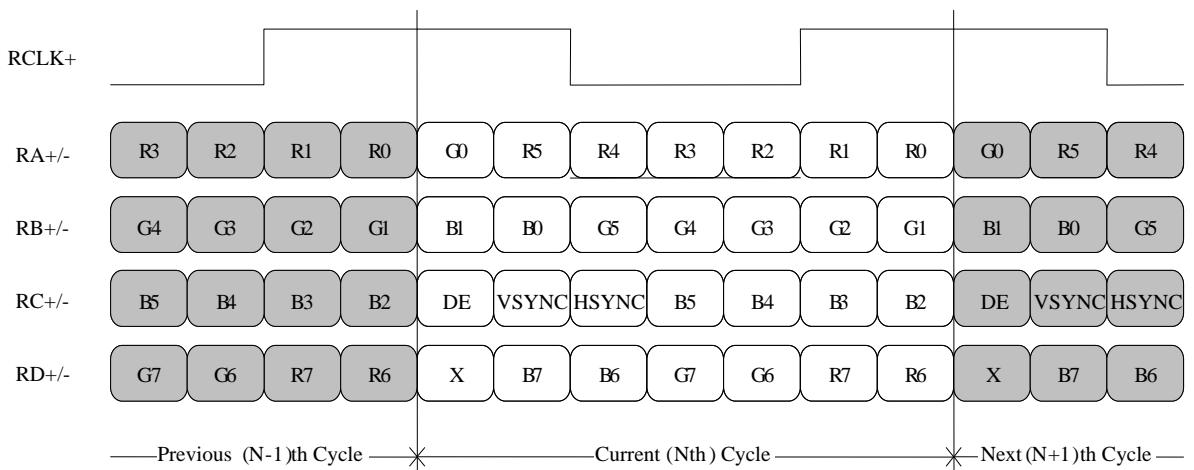 RCLK+
RA+/- R3 R2 R1 R0 G0 R5 R4 R3 R2 R1 R0 G0 R5 R4
RB+/- G4 G3 G2 G1 B1 B0 G5 G4 G3 G2 G1 B1 B0 G5
RC+/- B5 B4 B3 B2 DE VSYNC HSYNC B5 B4 B3 B2 DE VSYNC HSYNC
RD+/- G7 G6 R7 R6 X B7 B6 G7 G6 R7 R6 X B7 B6
Previous (N-1)th Cycle Current (Nth) Cycle Next (N+1)th Cycle